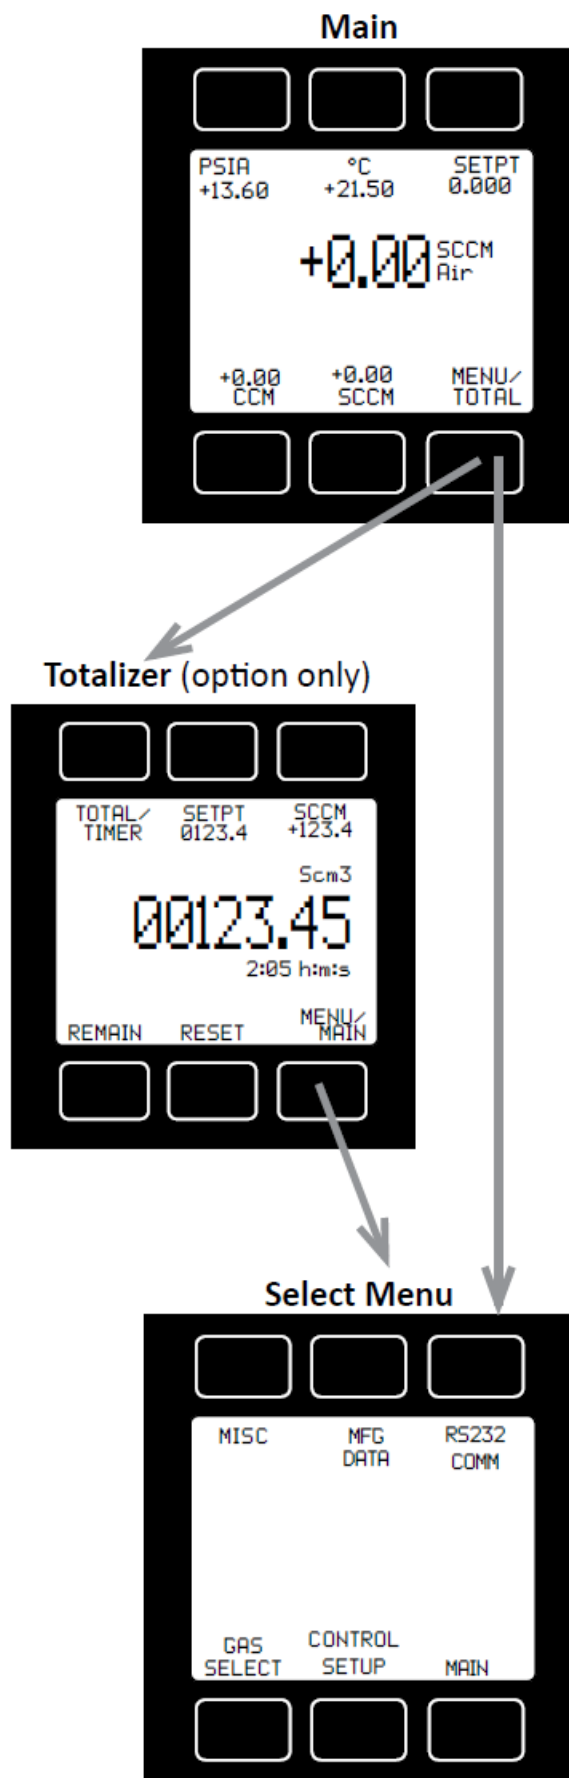 Main
PSIA °C SETPT
+13.60 +21.50 0.000
+0.00 SCCM
Air
+0.00 +0.00 MENU/
CCM SCCM TOTAL
Totalizer (option only)
TOTAL/ SETPT SCCM
TIMER 0123.4 +123.4
Scm3
00123.45
2:05 h:m:s
MENU/
REMAIN RESET MAIN
Select Menu
MISC MFG RS232
DATA COMM
GAS CONTROL
SELECT SETUP MAIN